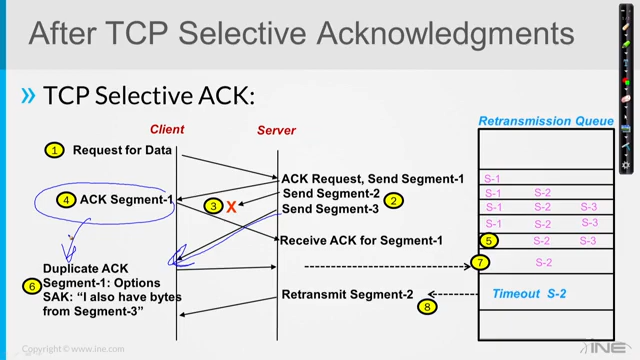 After TCP Selective Acknowledgments
» TCP Selective ACK:
Retransmission Queue
Client
Server
1 Request for Data
ACK Request, Send Segment-1
S-1
4 ACK Segment-1
3 X
Send Segment-2
2
S-1 S-2
Send Segment-3
S-1 S-2 S-3
S-1 S-2 S-3
Receive ACK for Segment-1
5 S-2 S-3
Duplicate ACK
7 S-2
6 Segment-1: Options
SAK: "I also have bytes
from Segment-3"
Retransmit Segment-2
8
Timeout S-2
Copyright © www.ine.com
INE